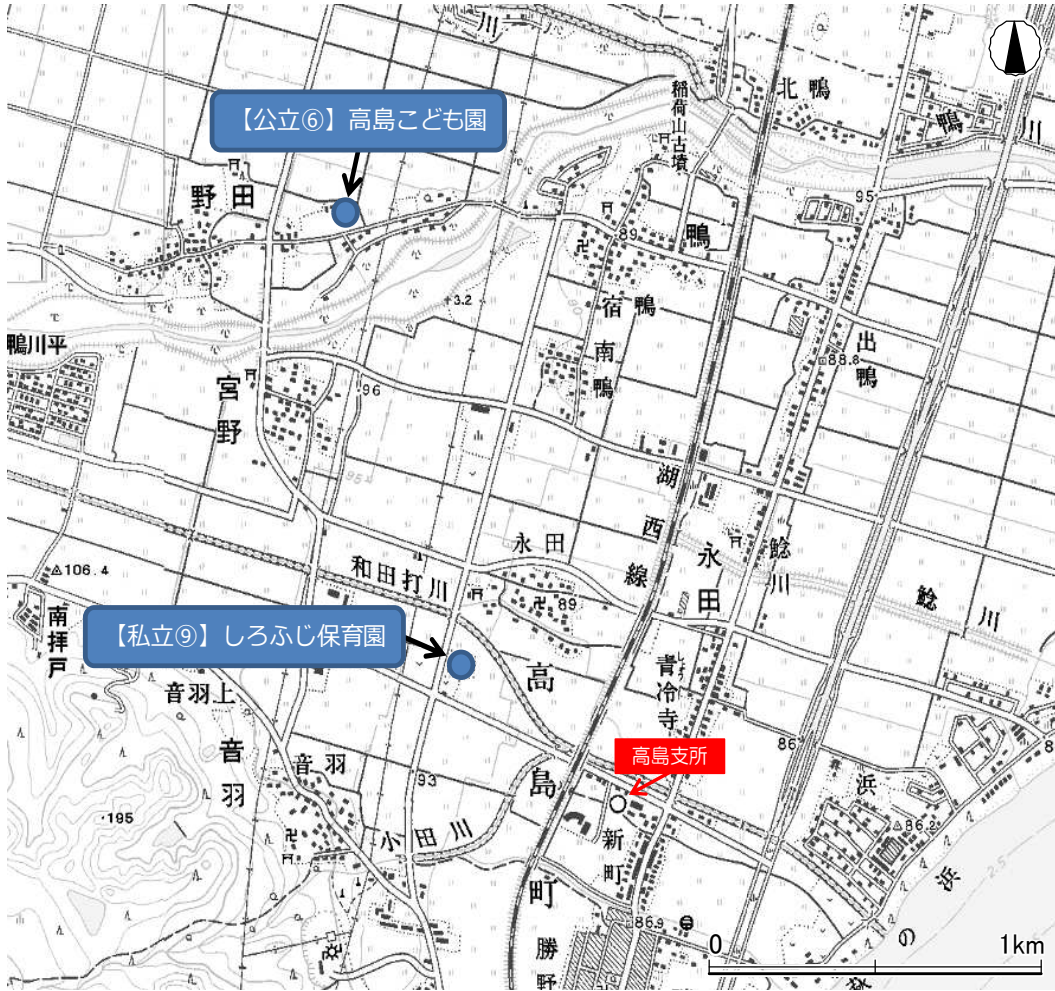 川
北鴨
鴨
川
稲荷山古墳
【公立⑥】高島こども園
野田
95
89
鴨
3.2
宿鴨
南鴨
出鴨
88.8
鴨川平
宮野
96
湖西線
永田
永田
鯰川
鯰川
和田打川
89
106.4
南拝戸
【私立⑨】しろふじ保育園
高島町
青冷寺
音羽上
音羽
音羽
86
高島支所
93
小田川
新町
浜
86.2
195
86.9
勝野
浜
の
0
1km